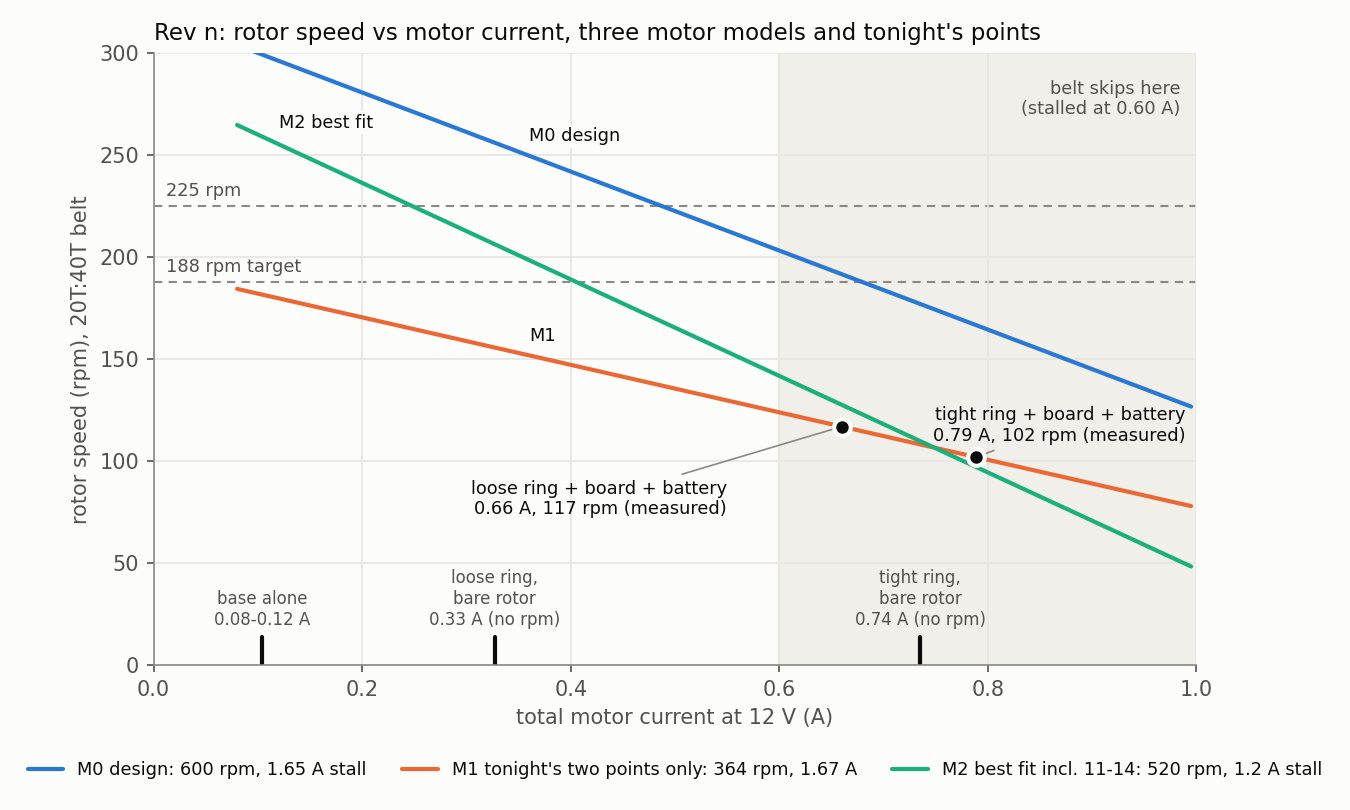 Rev n: rotor speed vs motor current, three motor models and tonight's points
rotor speed (rpm), 20T:40T belt
300
250
200
150
100
50
0
belt skips here
(stalled at 0.60 A)
M2 best fit
M0 design
225 rpm
188 rpm target
M1
tight ring + board + battery
0.79 A, 102 rpm (measured)
loose ring + board + battery
0.66 A, 117 rpm (measured)
base alone
0.08-0.12 A
loose ring,
bare rotor
0.33 A (no rpm)
tight ring,
bare rotor
0.74 A (no rpm)
0.0
0.2
0.4
0.6
0.8
1.0
total motor current at 12 V (A)
M0 design: 600 rpm, 1.65 A stall
M1 tonight's two points only: 364 rpm, 1.67 A
M2 best fit incl. 11-14: 520 rpm, 1.2 A stall